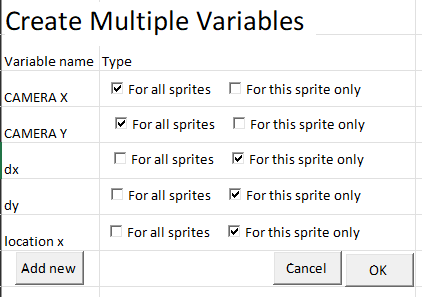 Create Multiple Variables
Variable name Type
CAMERA X For all sprites For this sprite only
CAMERA Y For all sprites For this sprite only
dx For all sprites For this sprite only
dy For all sprites For this sprite only
location x For all sprites For this sprite only
Add new Cancel OK